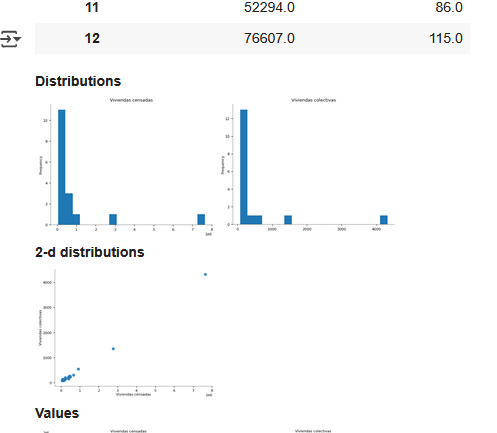 11 52294.0 86.0
12 76607.0 115.0
Distributions
Viviendas censadas Viviendas colectivas
Frequency
10
8
6
4
2
0
0 1 2 3 4 5 6 7 8
1e6
Frequency
12
10
8
6
4
2
0
0 1000 2000 3000 4000
2-d distributions
Viviendas colectivas
4000
3000
2000
1000
0
0 1 2 3 4 5 6 7 8
Viviendas censadas 1e6
Values
Viviendas censadas Viviendas colectivas